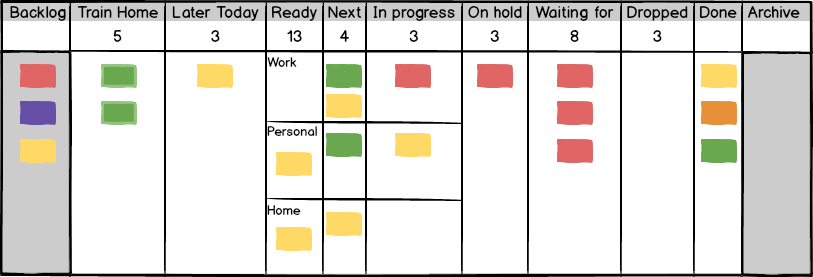 Backlog Train Home Later Today Ready Next In progress On hold Waiting for Dropped Done Archive
5 3 13 4 3 3 8 3
Work
Personal
Home